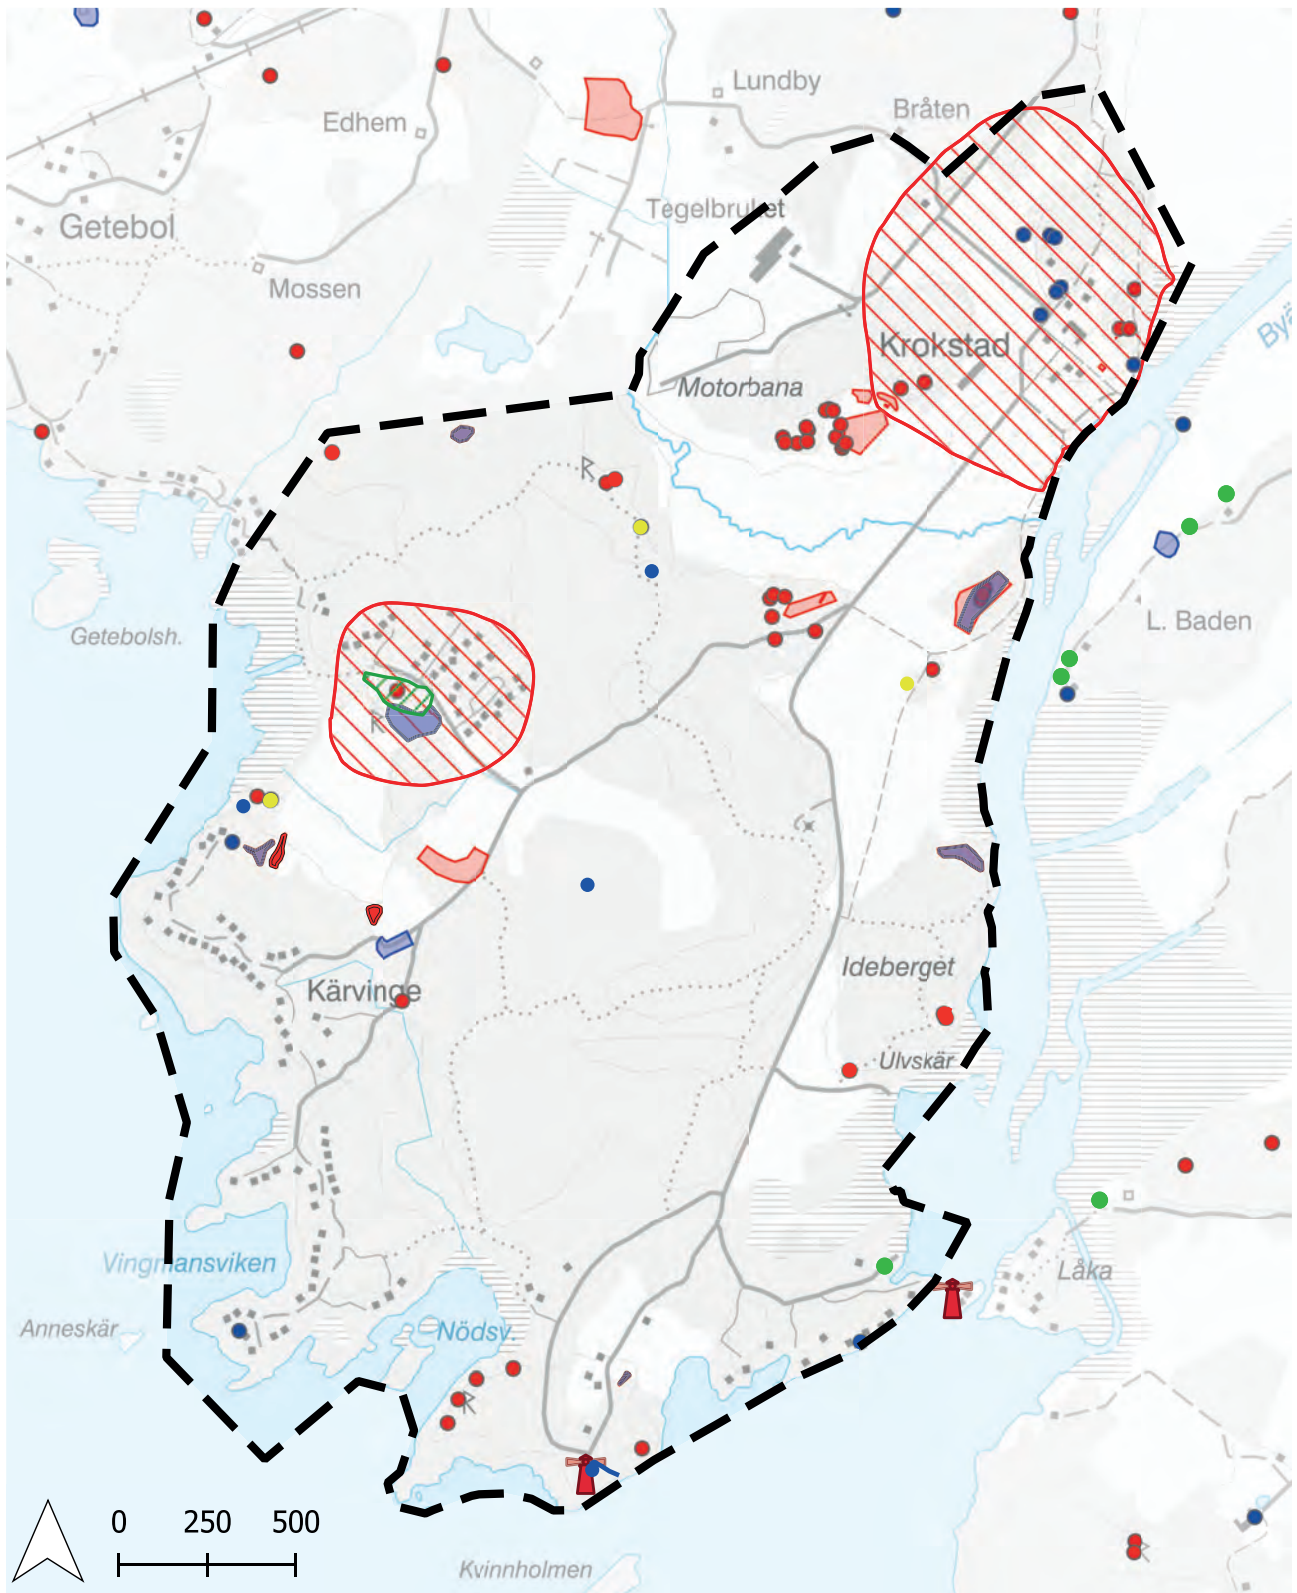 Lundby
Bråten
Edhem
Tegelbruket
Getebol
Mossen
Krokstad
Motorbana
Getebolsh.
L. Baden
Ideberget
Kärvinge
Ulvskär
Vingmansviken
Låka
Anneskär
Nödsv.
0 250 500
Kvinnholmen